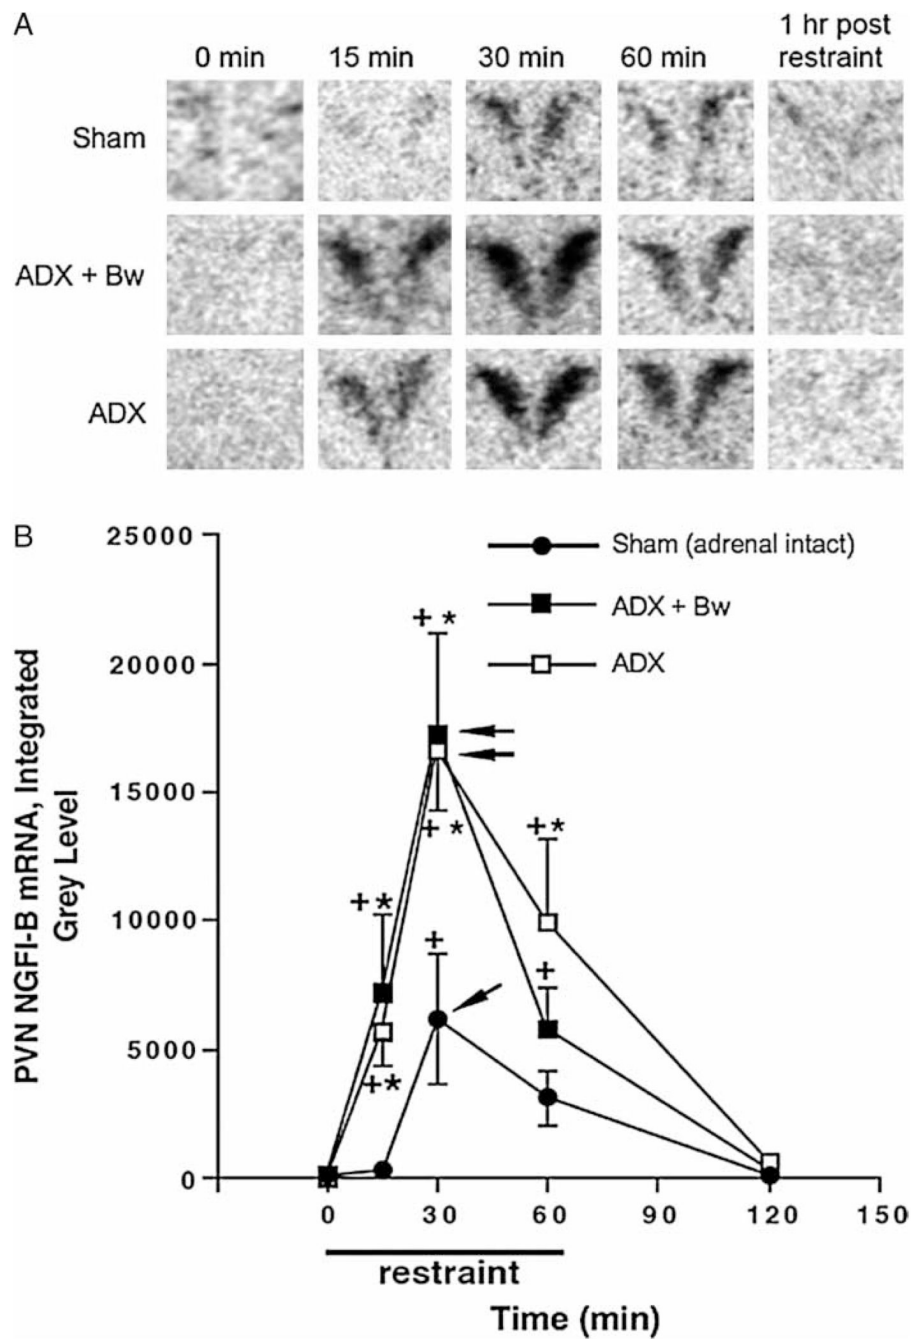 A
0 min 15 min 30 min 60 min 1 hr post restraint
Sham
ADX + Bw
ADX
B
PVN NGFI-B mRNA, Integrated
Grey Level
25000
20000
15000
10000
5000
0
Sham (adrenal intact)
ADX + Bw
ADX
+ *
+ *
+*
+ *
+
+
+*
0 30 60 90 120 150
restraint
Time (min)